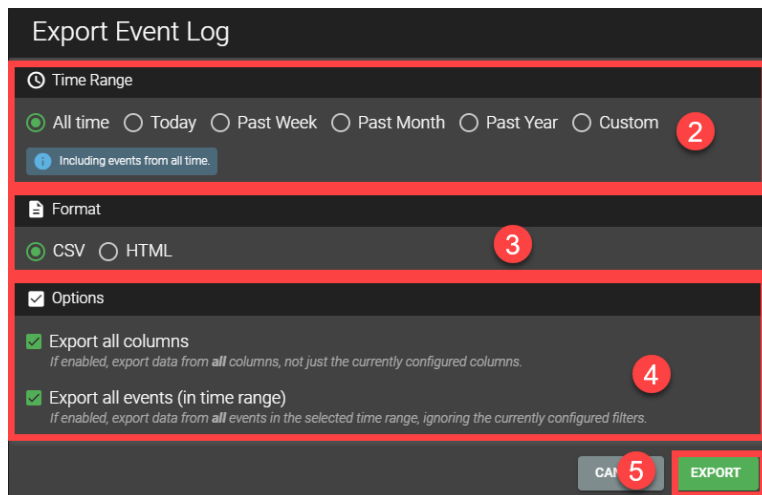 Export Event Log
Time Range
All time Today Past Week Past Month Past Year Custom
2
Including events from all time.
Format
CSV HTML
3
Options
Export all columns
If enabled, export data from all columns, not just the currently configured columns.
4
Export all events (in time range)
If enabled, export data from all events in the selected time range, ignoring the currently configured filters.
5 EXPORT